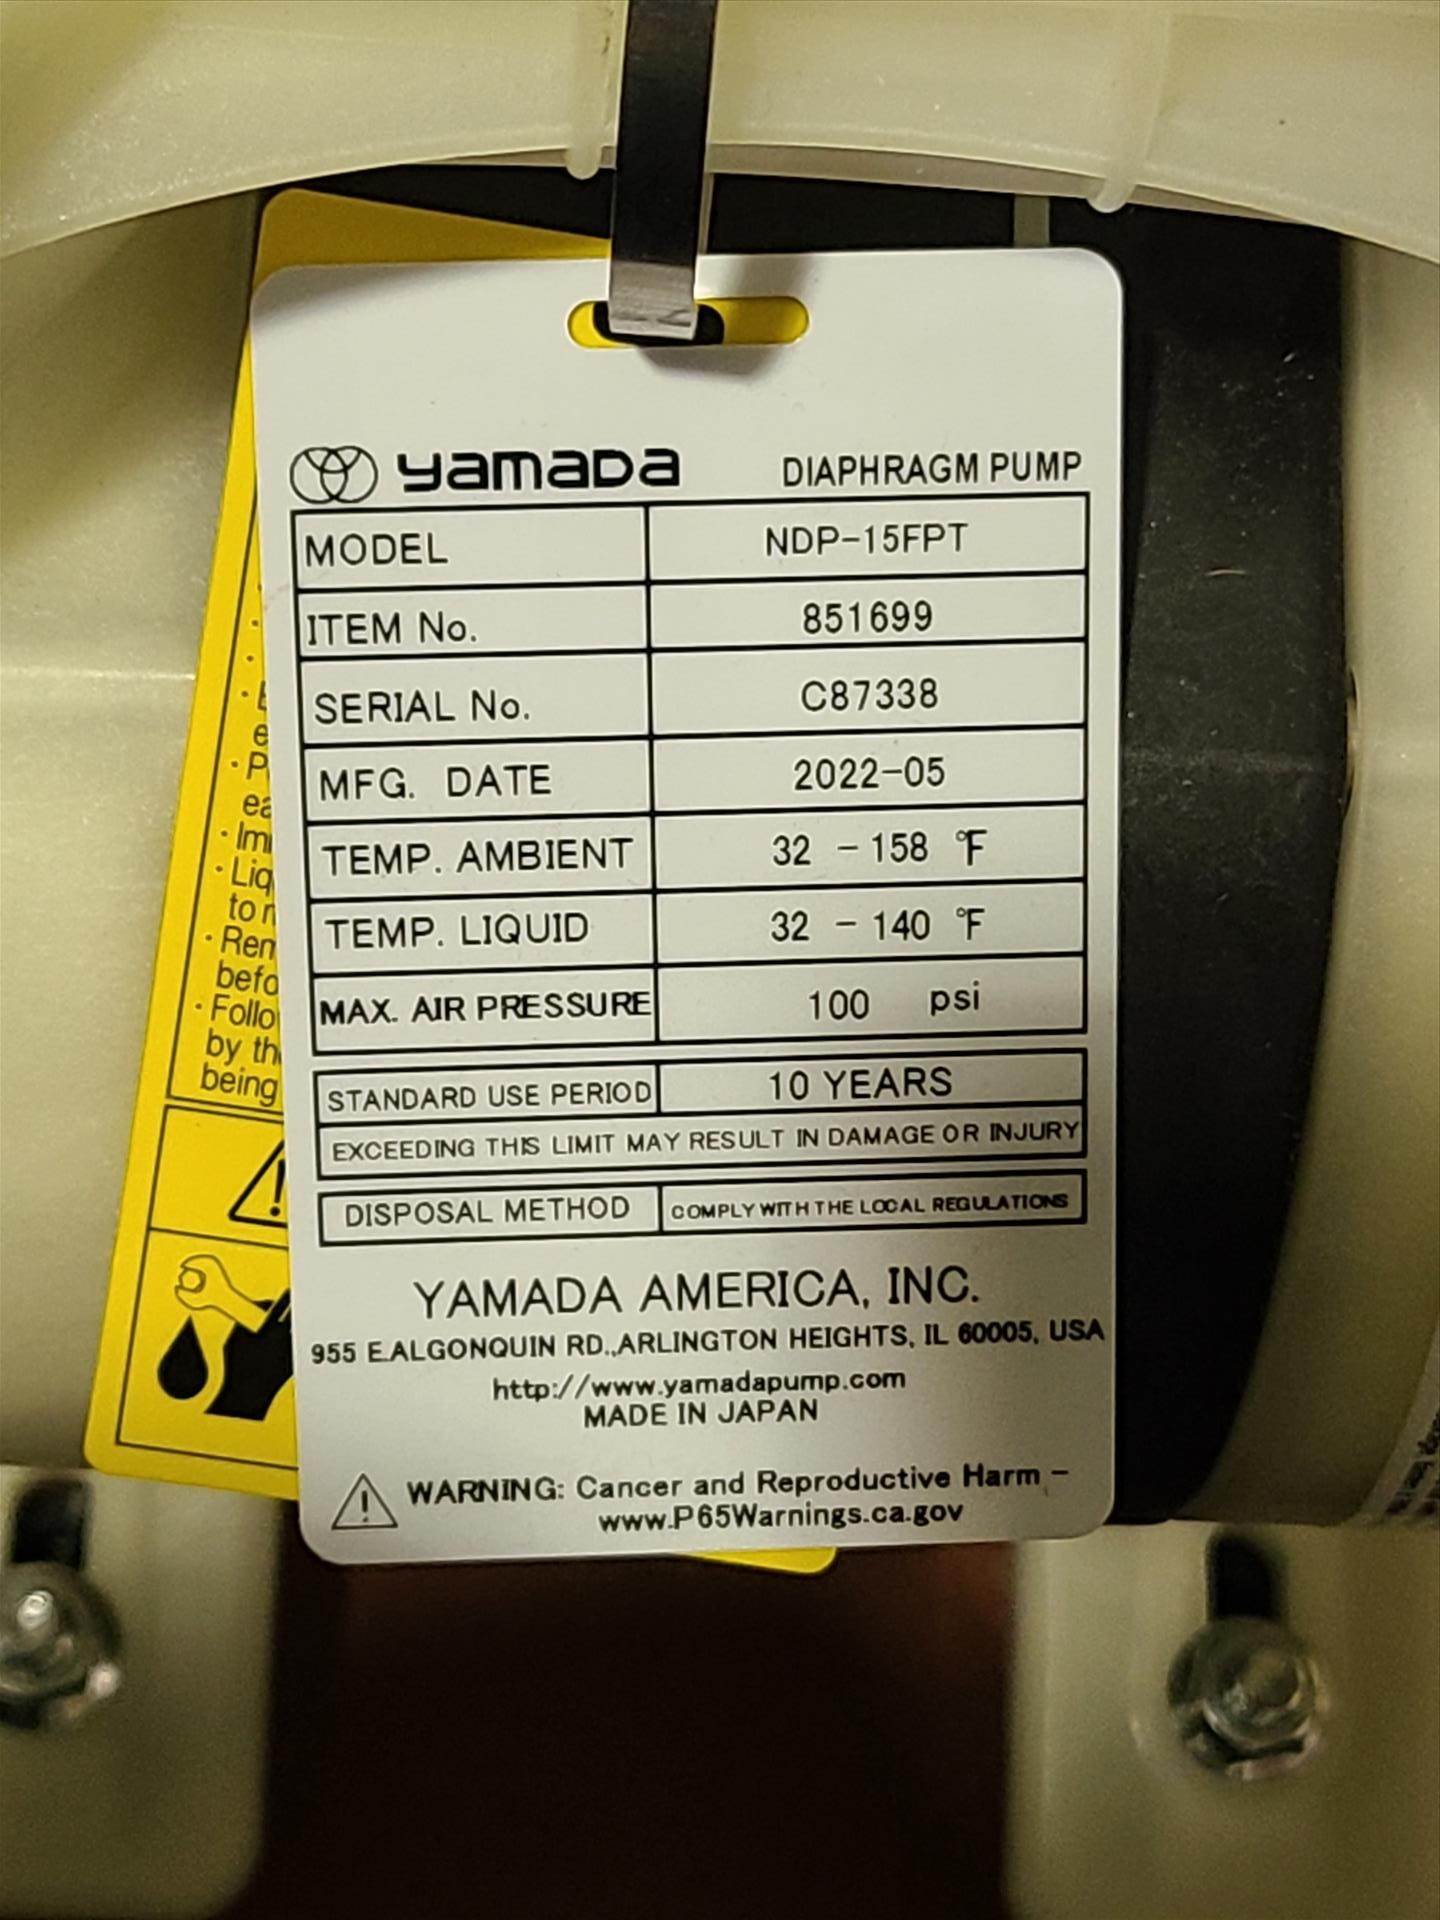 yamada DIAPHRAGM PUMP
MODEL NDP-15FPT
ITEM No. 851699
SERIAL No. C87338
MFG. DATE 2022-05
TEMP. AMBIENT 32 - 158 °F
TEMP. LIQUID 32 - 140 °F
MAX. AIR PRESSURE 100 psi
STANDARD USE PERIOD 10 YEARS
EXCEEDING THIS LIMIT MAY RESULT IN DAMAGE OR INJURY
DISPOSAL METHOD COMPLY WITH THE LOCAL REGULATIONS
YAMADA AMERICA, INC.
955 E.ALGONQUIN RD.,ARLINGTON HEIGHTS, IL 60005, USA
http://www.yamadapump.com
MADE IN JAPAN
WARNING: Cancer and Reproductive Harm -
www.P65Warnings.ca.gov
by
being